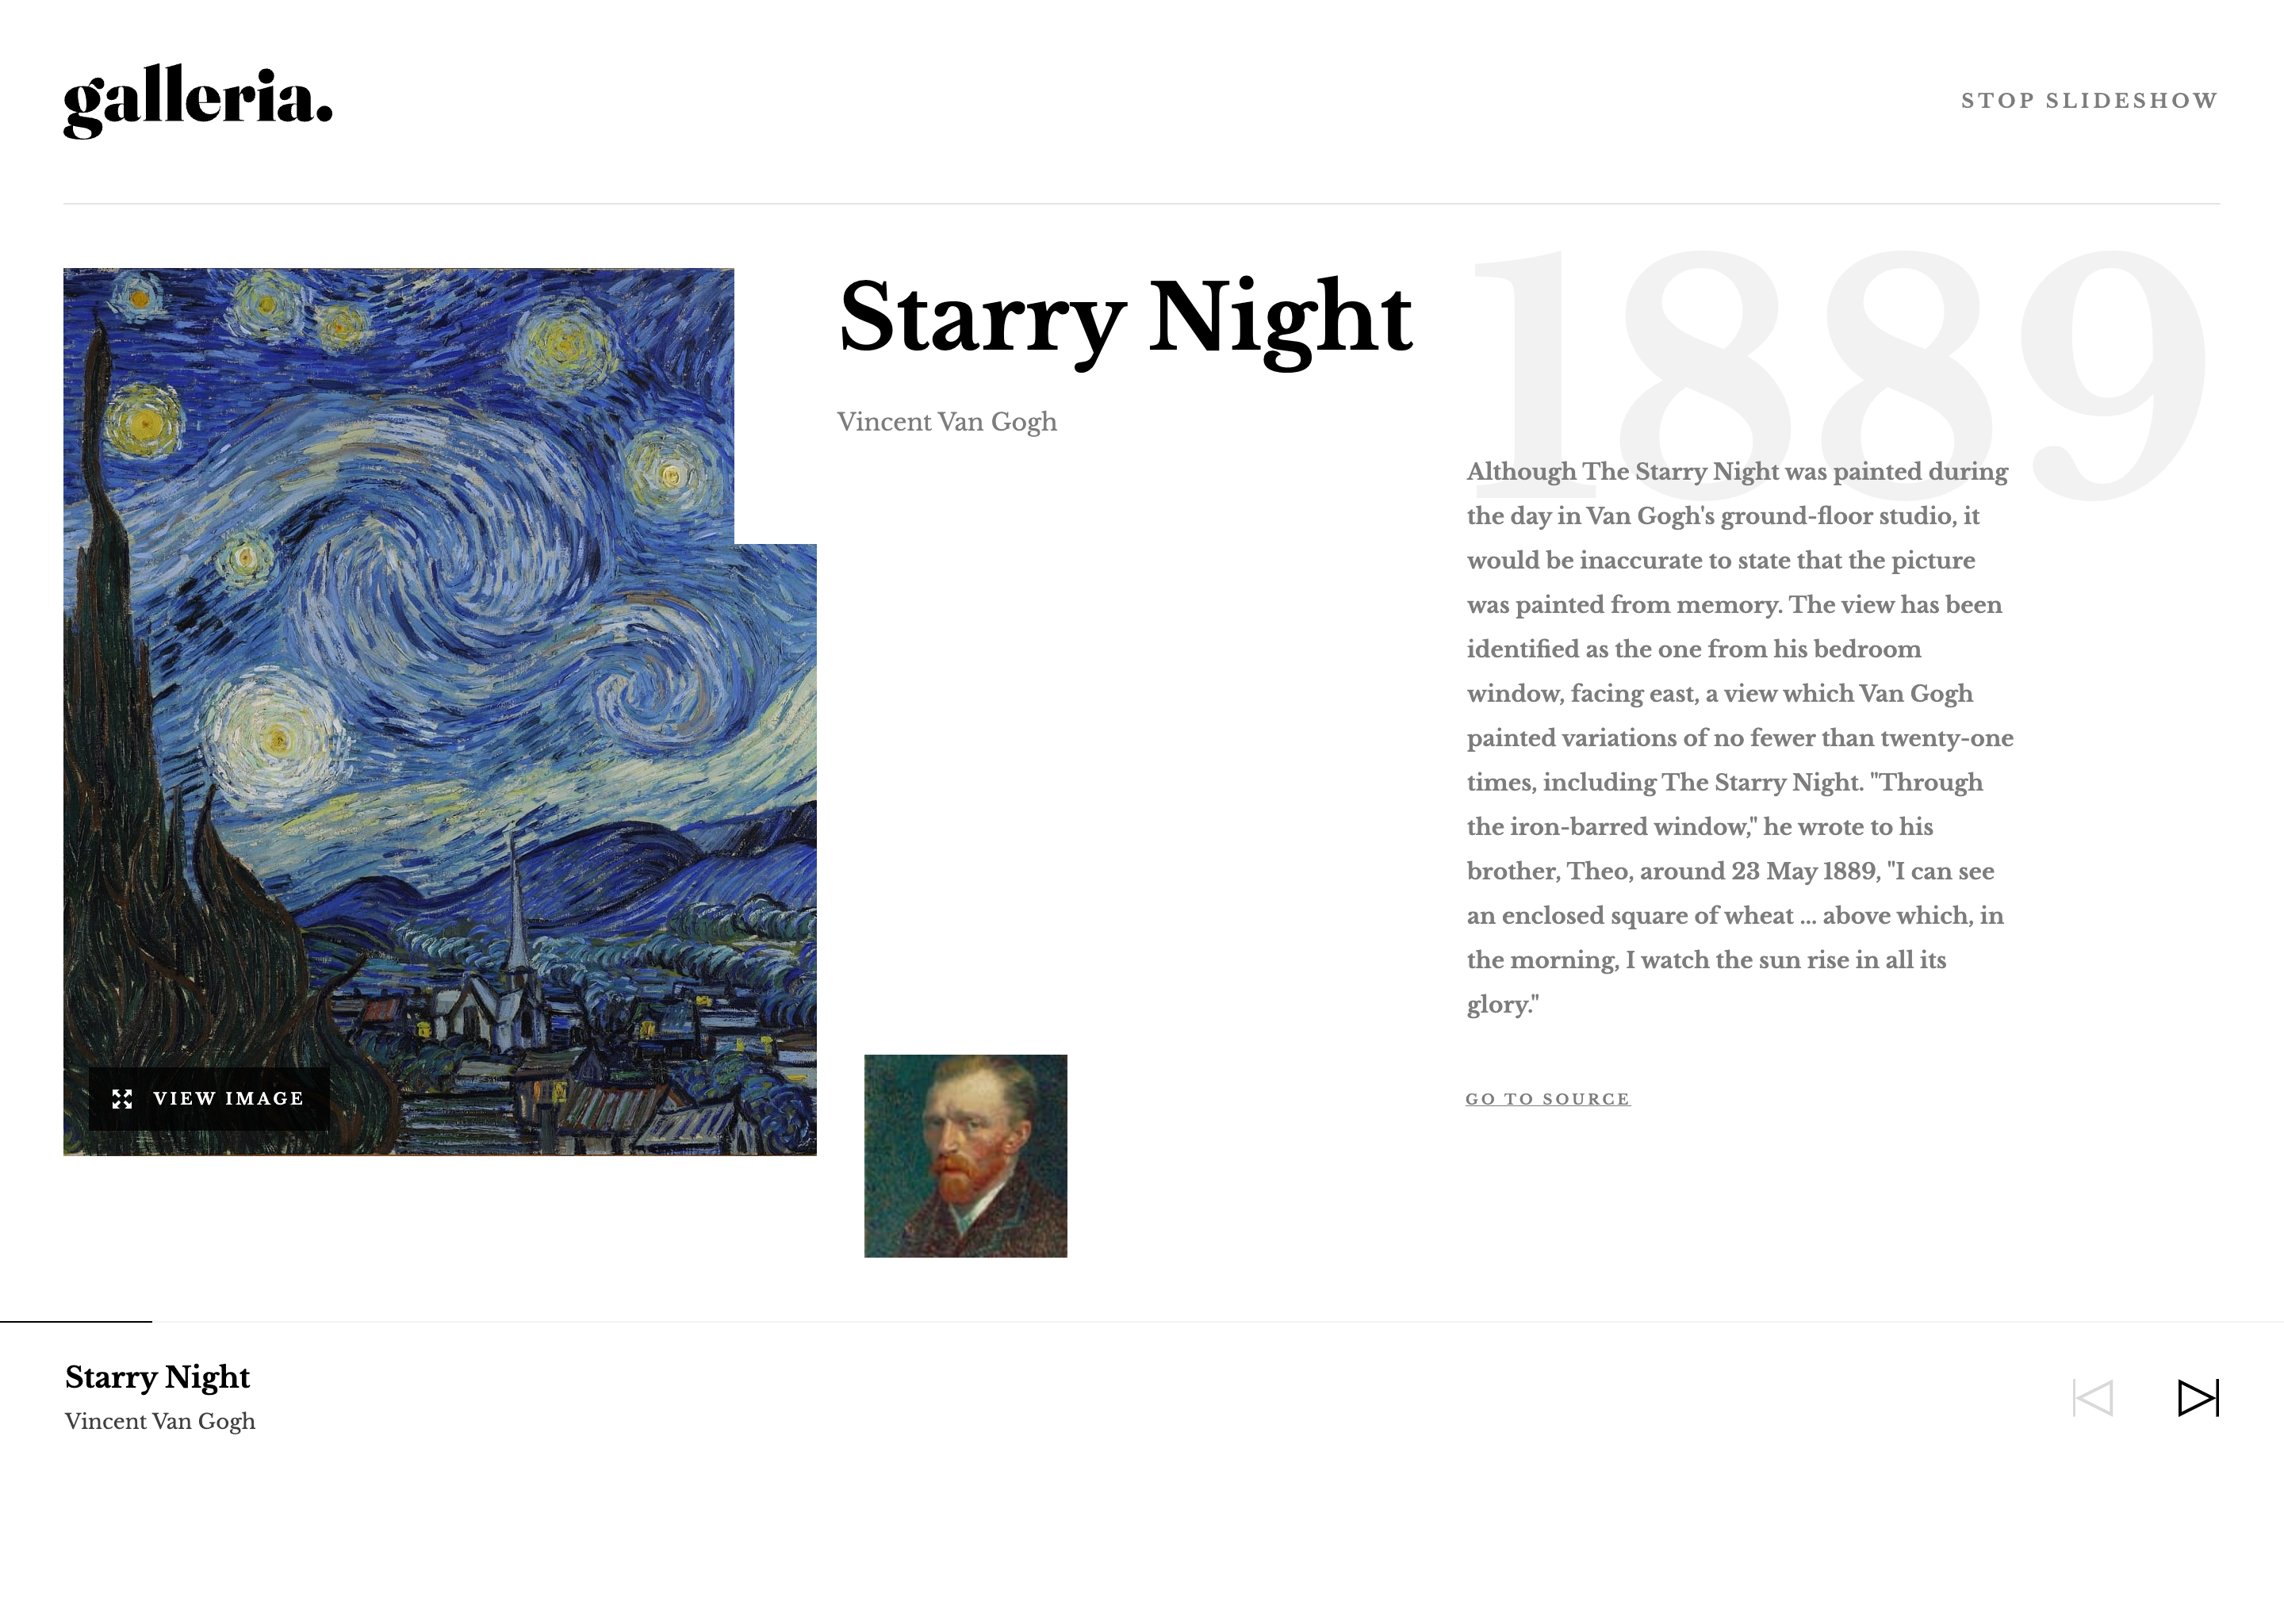 galleria.
STOP SLIDESHOW
Starry Night
Vincent Van Gogh
1889
Although The Starry Night was painted during
the day in Van Gogh's ground-floor studio, it
would be inaccurate to state that the picture
was painted from memory. The view has been
identified as the one from his bedroom
window, facing east, a view which Van Gogh
painted variations of no fewer than twenty-one
times, including The Starry Night. "Through
the iron-barred window," he wrote to his
brother, Theo, around 23 May 1889, "I can see
an enclosed square of wheat ... above which, in
the morning, I watch the sun rise in all its
glory."
VIEW IMAGE
GO TO SOURCE
Starry Night
Vincent Van Gogh